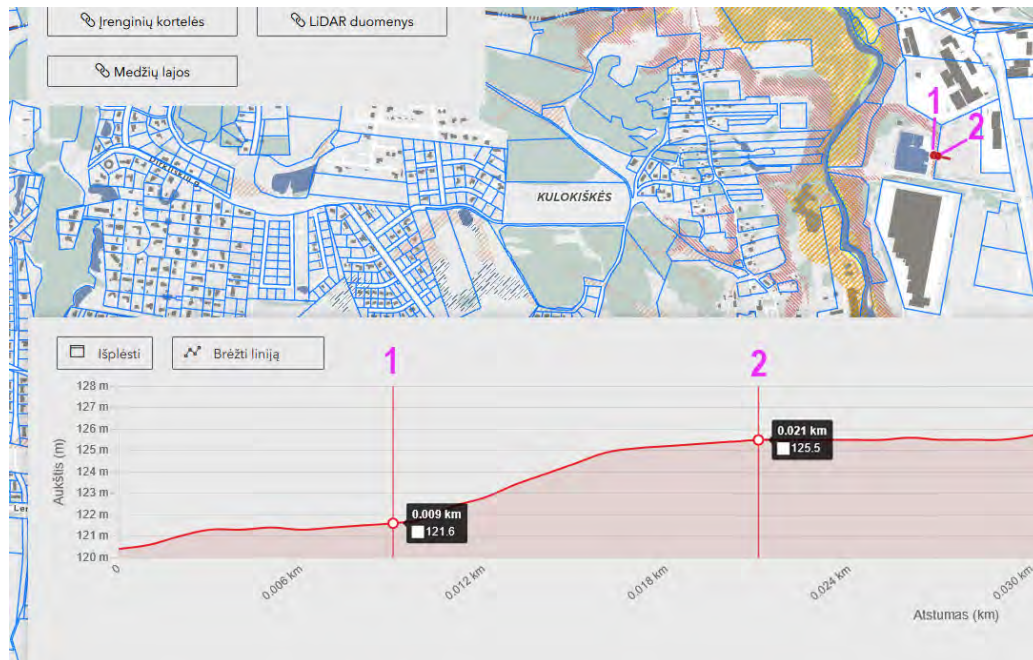 Įrenginių kortelės
LiDAR duomenys
Medžių lajos
1
2
KULOKIŠKĖS
Išplėsti
Brėžti liniją
1
2
128 m
127 m
126 m
125 m
124 m
123 m
122 m
121 m
120 m
Aukštis (m)
0.009 km
121.6
0.021 km
125.5
0
0.006 km
0.012 km
0.018 km
0.024 km
0.030 km
Atstumas (km)